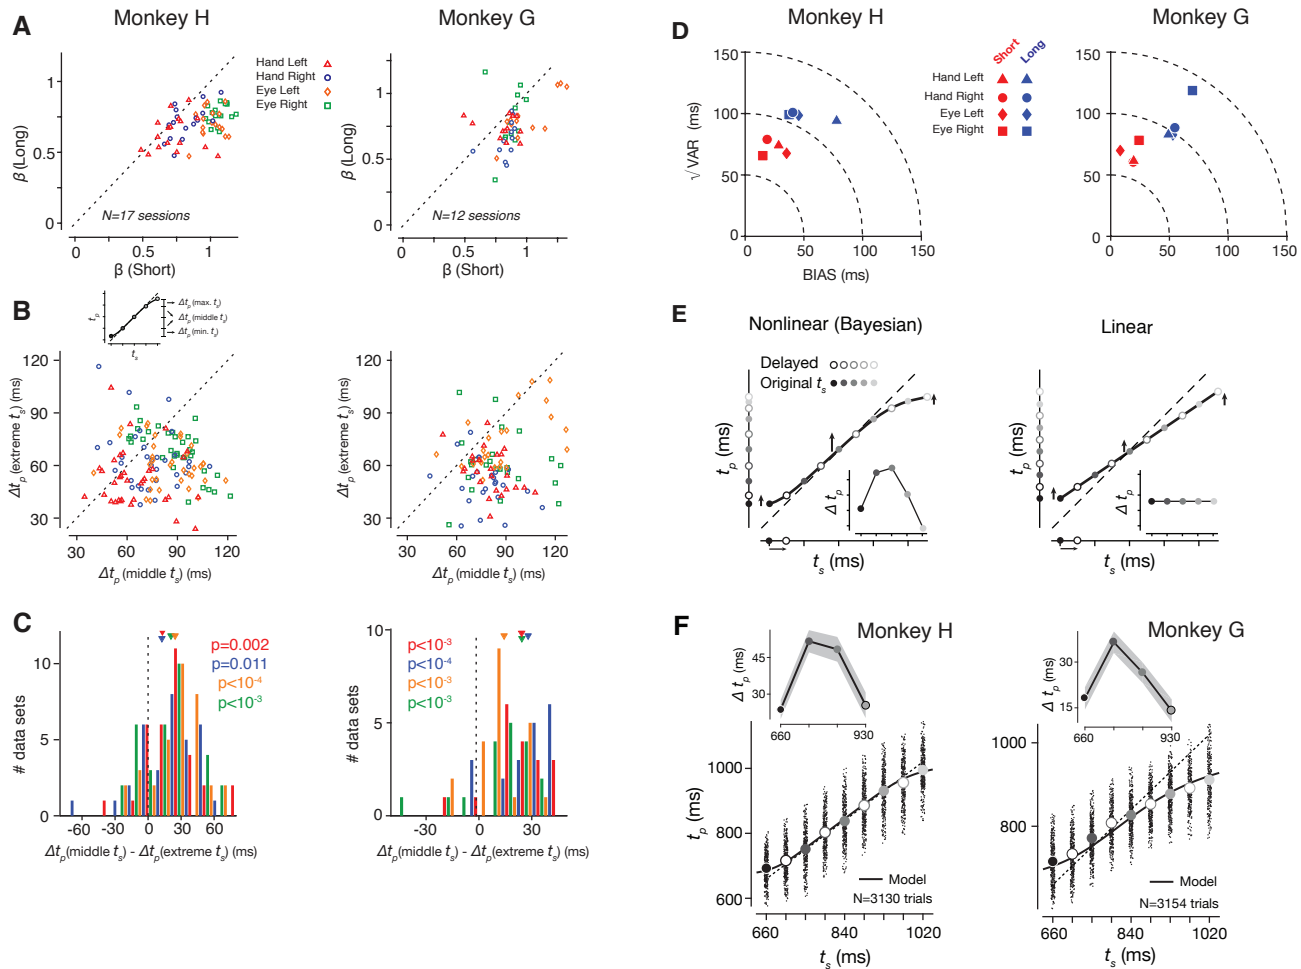 A
Monkey H
Monkey G
β (Long)
1
0.5
0
N=17 sessions
0
0.5
1
β (Short)
Hand Left
Hand Right
Eye Left
Eye Right
β (Long)
1
0.5
0
N=12 sessions
0
0.5
1
β (Short)
B
tp
ts
Δtp (max. ts)
Δtp (middle ts)
Δtp (min. ts)
Δtp (extreme ts) (ms)
120
90
60
30
30
60
90
120
Δtp (middle ts) (ms)
Δtp (extreme ts) (ms)
120
90
60
30
30
60
90
120
Δtp (middle ts) (ms)
C
# data sets
10
5
0
p=0.002
p=0.011
p<10-4
p<10-3
-60
-30
0
30
60
Δtp(middle ts) - Δtp(extreme ts) (ms)
# data sets
10
5
0
p<10-3
p<10-4
p<10-3
p<10-3
-30
0
30
Δtp(middle ts) - Δtp(extreme ts) (ms)
D
Monkey H
Monkey G
√VAR (ms)
150
100
50
0
0
50
100
150
BIAS (ms)
Short
Long
Hand Left
Hand Right
Eye Left
Eye Right
150
100
50
0
0
50
100
150
E
Nonlinear (Bayesian)
Linear
Delayed
Original ts
tp (ms)
Δ tp
ts (ms)
tp (ms)
Δ tp
ts (ms)
F
Monkey H
Monkey G
Δ tp (ms)
45
30
660
930
tp (ms)
1000
800
600
Model
N=3130 trials
660
840
1020
ts (ms)
Δ tp (ms)
30
15
660
930
1000
800
Model
N=3154 trials
660
840
1020
ts (ms)